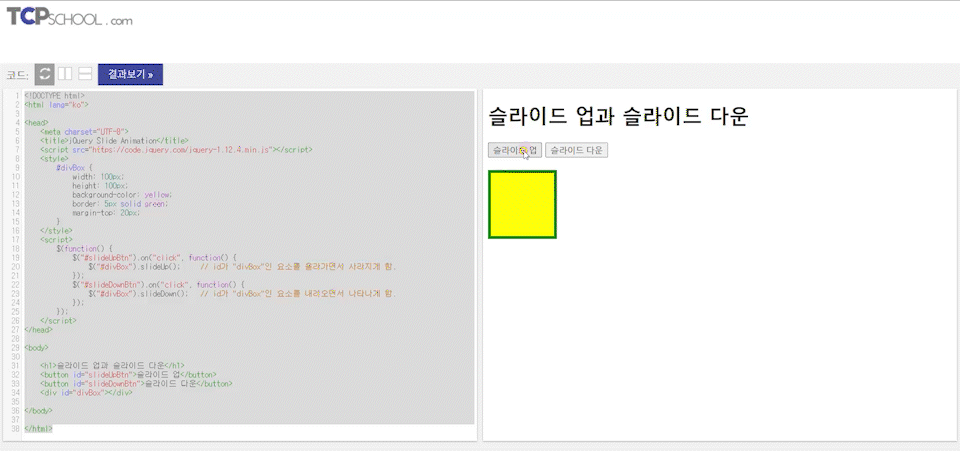 TCPSCHOOL.com
코드:
결과보기 »
1 <!DOCTYPE html>
2 <html lang="ko">
3
4 <head>
5 <meta charset="UTF-8">
6 <title>jQuery Slide Animation</title>
7 <script src="https://code.jquery.com/jquery-1.12.4.min.js"></script>
8 <style>
9 #divBox {
10 width: 100px;
11 height: 100px;
12 background-color: yellow;
13 border: 5px solid green;
14 margin-top: 20px;
15 }
16 </style>
17 <script>
18 $(function() {
19 $("#slideUpBtn").on("click", function() {
20 $("#divBox").slideUp(); // id가 "divBox"인 요소를 올라가면서 사라지게 함.
21 });
22 $("#slideDownBtn").on("click", function() {
23 $("#divBox").slideDown(); // id가 "divBox"인 요소를 내려오면서 나타나게 함.
24 });
25 });
26 </script>
27 </head>
28
29 <body>
30
31 <h1>슬라이드 업과 슬라이드 다운</h1>
32 <button id="slideUpBtn">슬라이드 업</button>
33 <button id="slideDownBtn">슬라이드 다운</button>
34 <div id="divBox"></div>
35
36 </body>
37
38 </html>
슬라이드 업과 슬라이드 다운
슬라이드 업 슬라이드 다운